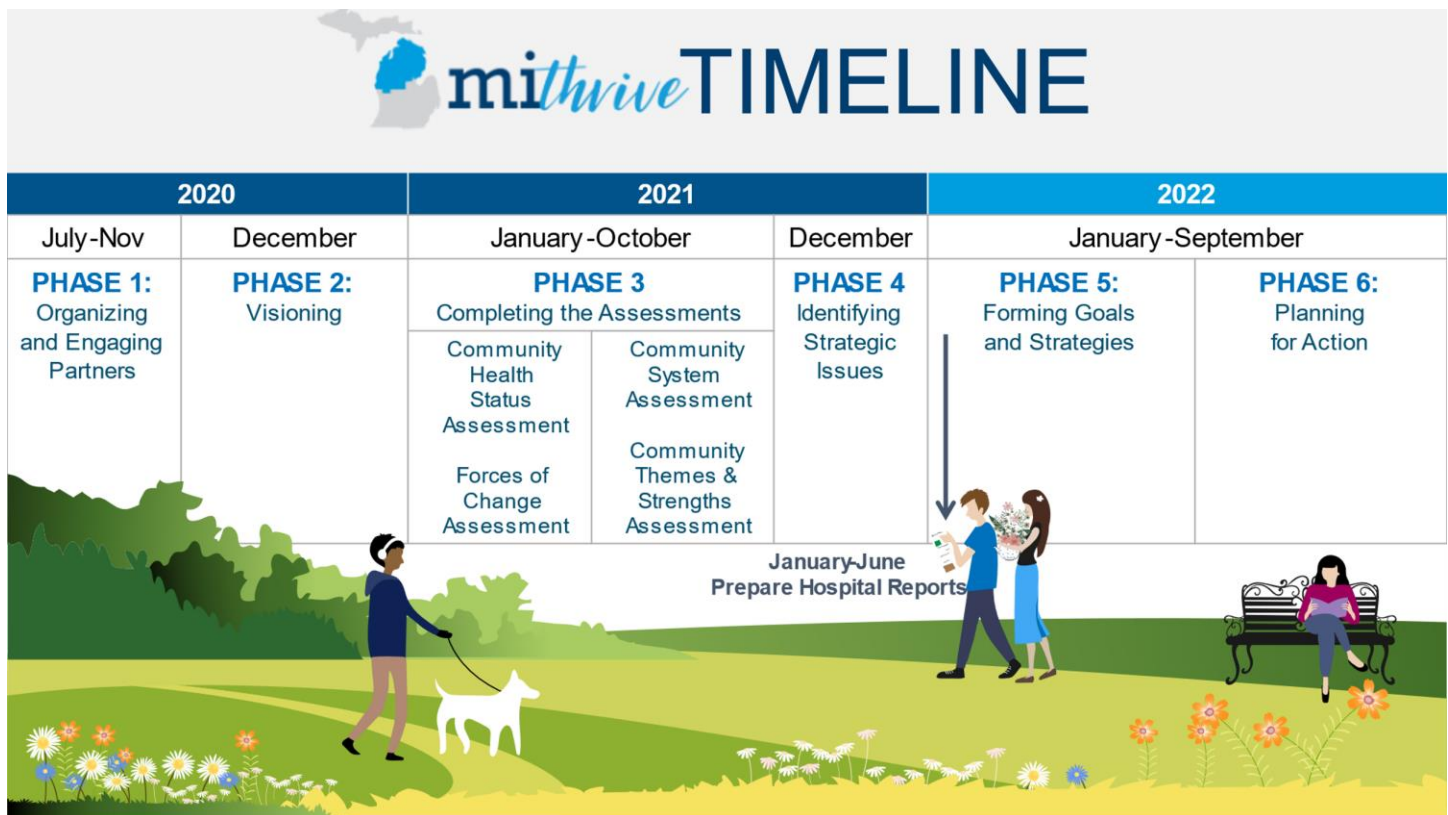 mithrive TIMELINE
2020
2021
2022
July-Nov
December
January-October
December
January-September
PHASE 1:
Organizing
and Engaging
Partners
PHASE 2:
Visioning
PHASE 3
Completing the Assessments
Community
Health
Status
Assessment
Forces of
Change
Assessment
Community
System
Assessment
Community
Themes &
Strengths
Assessment
PHASE 4
Identifying
Strategic
Issues
PHASE 5:
Forming Goals
and Strategies
PHASE 6:
Planning
for Action
January-June
Prepare Hospital Reports